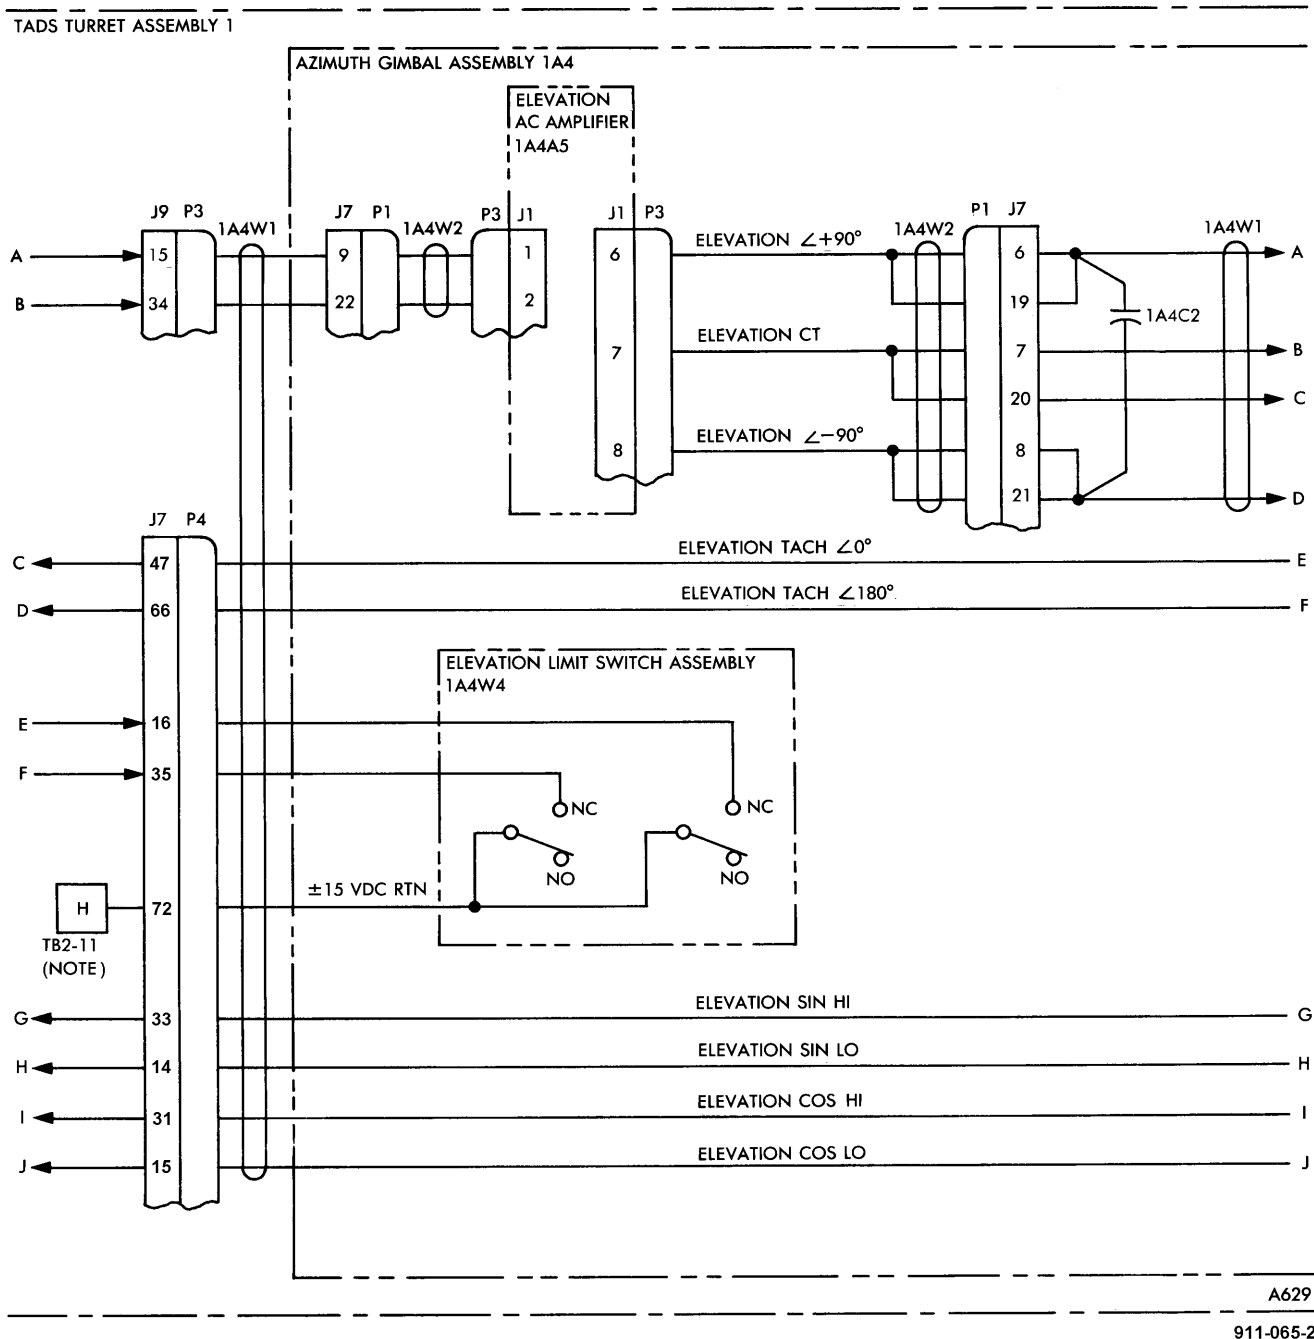 TADS TURRET ASSEMBLY 1
AZIMUTH GIMBAL ASSEMBLY 1A4
ELEVATION
AC AMPLIFIER
1A4A5
J9 P3
1A4W1
J7 P1
1A4W2
P3 J1
J1 P3
1A4W2
P1 J7
1A4W1
A 15 9 1 6 ELEVATION ∠+90° 6 A
B 34 22 2 19 1A4C2
7 ELEVATION CT 7 B
20 C
8 ELEVATION ∠−90° 8
21 D
J7 P4
C 47 ELEVATION TACH ∠0° E
D 66 ELEVATION TACH ∠180° F
ELEVATION LIMIT SWITCH ASSEMBLY
1A4W4
E 16
F 35
NC NC
NO NO
H 72 ±15 VDC RTN
TB2-11
(NOTE)
G 33 ELEVATION SIN HI G
H 14 ELEVATION SIN LO H
I 31 ELEVATION COS HI I
J 15 ELEVATION COS LO J
A629
911-065-2